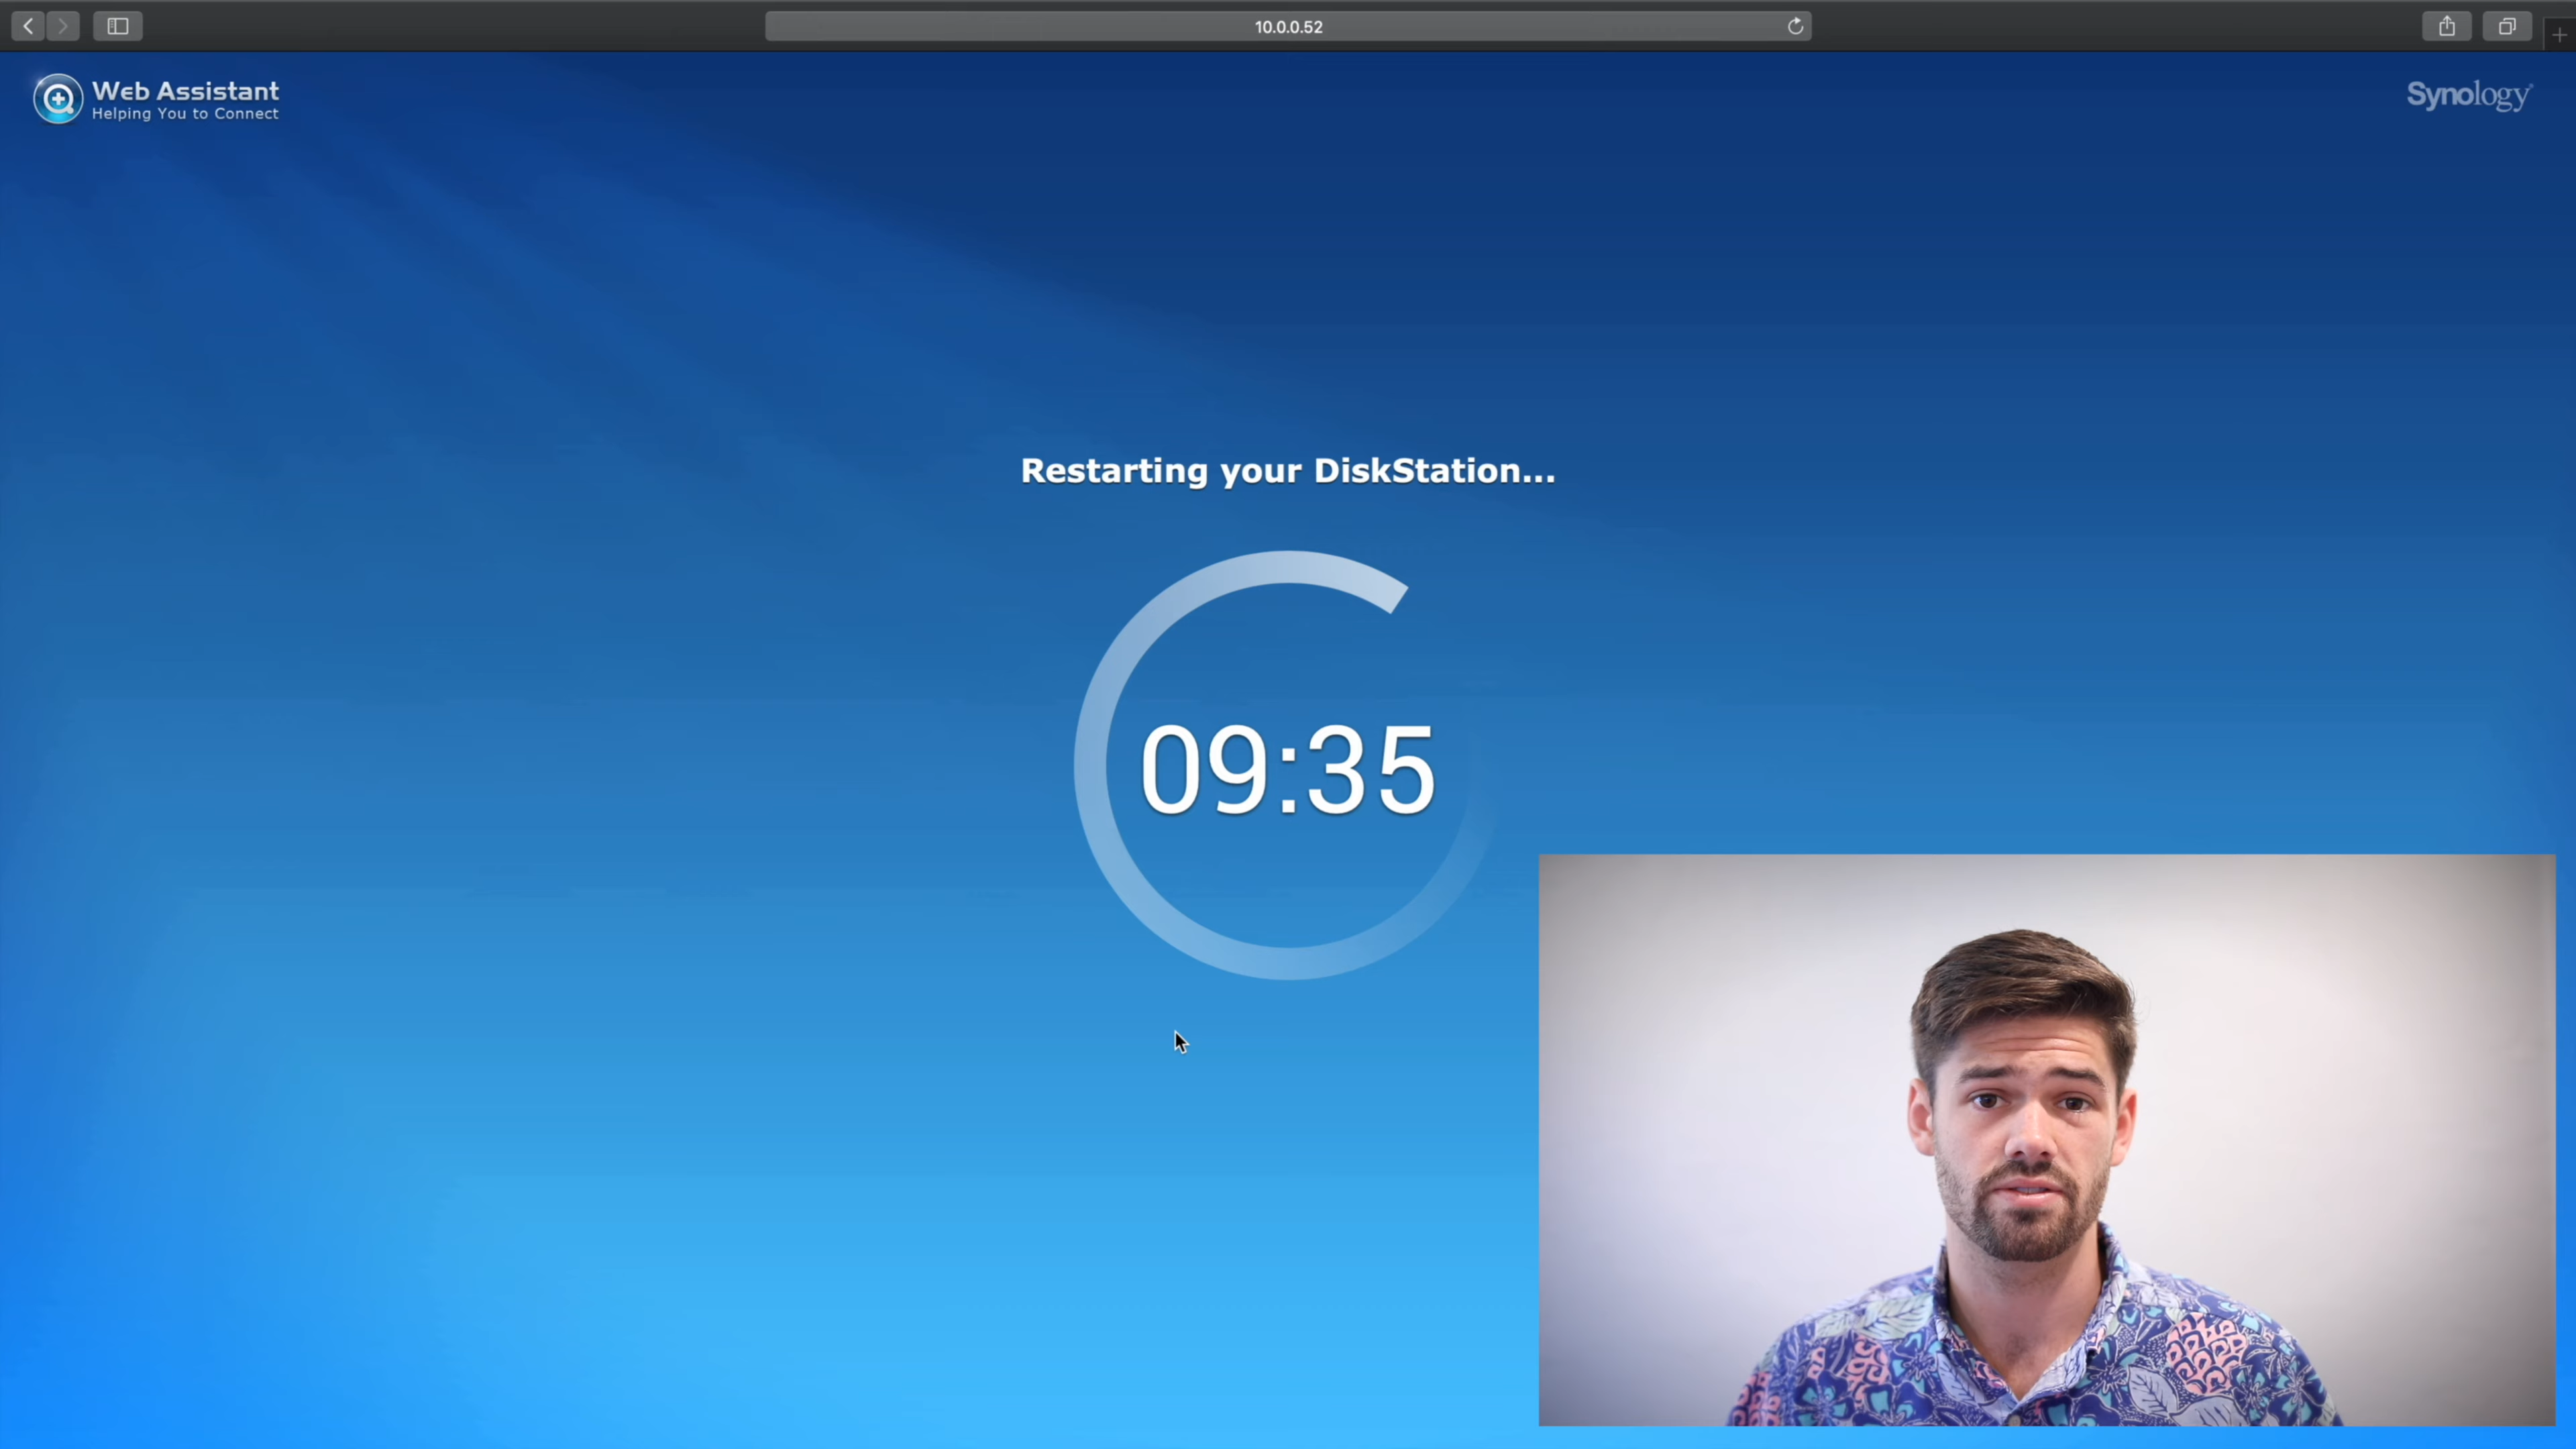 10.0.0.52
Web Assistant
Helping You to Connect
Synology
Restarting your DiskStation...
09:35